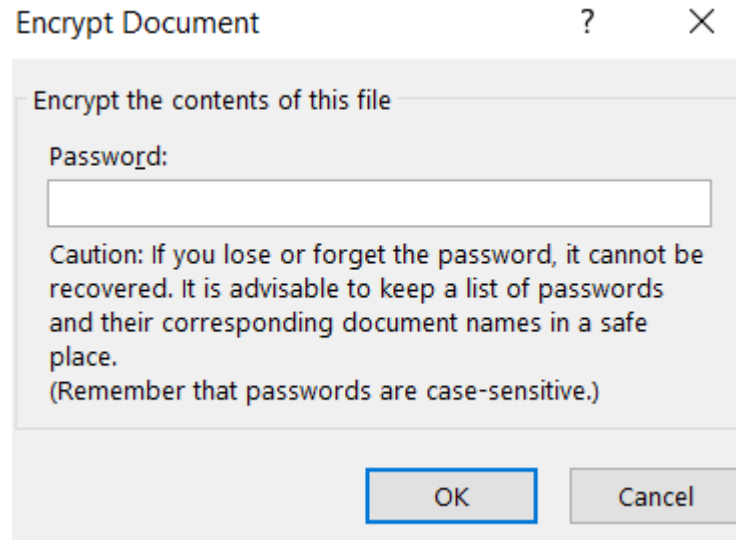 Encrypt Document ? ×
Encrypt the contents of this file
Password:
Caution: If you lose or forget the password, it cannot be
recovered. It is advisable to keep a list of passwords
and their corresponding document names in a safe
place.
(Remember that passwords are case-sensitive.)
OK Cancel